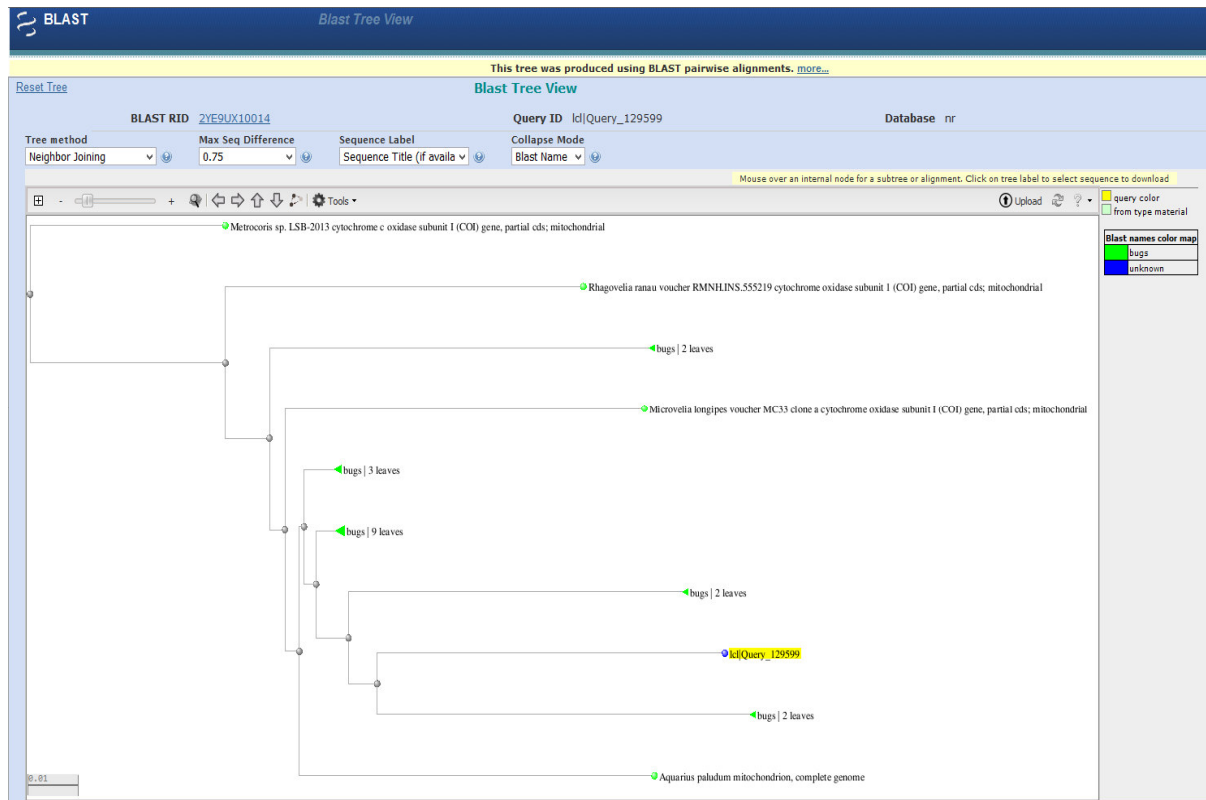 BLAST Blast Tree View
This tree was produced using BLAST pairwise alignments. more...
Reset Tree Blast Tree View
BLAST RID 2YE9UX10014 Query ID lcl|Query_129599 Database nr
Tree method Max Seq Difference Sequence Label Collapse Mode
Neighbor Joining 0.75 Sequence Title (if availa Blast Name
Mouse over an internal node for a subtree or alignment. Click on tree label to select sequence to download
- + Tools Upload ?
query color
from type material
Blast names color map
bugs
unknown
Metrocoris sp. LSB-2013 cytochrome c oxidase subunit I (COI) gene, partial cds; mitochondrial
Rhagovelia ranau voucher RMNH.INS.555219 cytochrome oxidase subunit 1 (COI) gene, partial cds; mitochondrial
bugs | 2 leaves
Microvelia longipes voucher MC33 clone a cytochrome oxidase subunit I (COI) gene, partial cds; mitochondrial
bugs | 3 leaves
bugs | 9 leaves
bugs | 2 leaves
lcl|Query_129599
bugs | 2 leaves
Aquarius paludum mitochondrion, complete genome
0.01